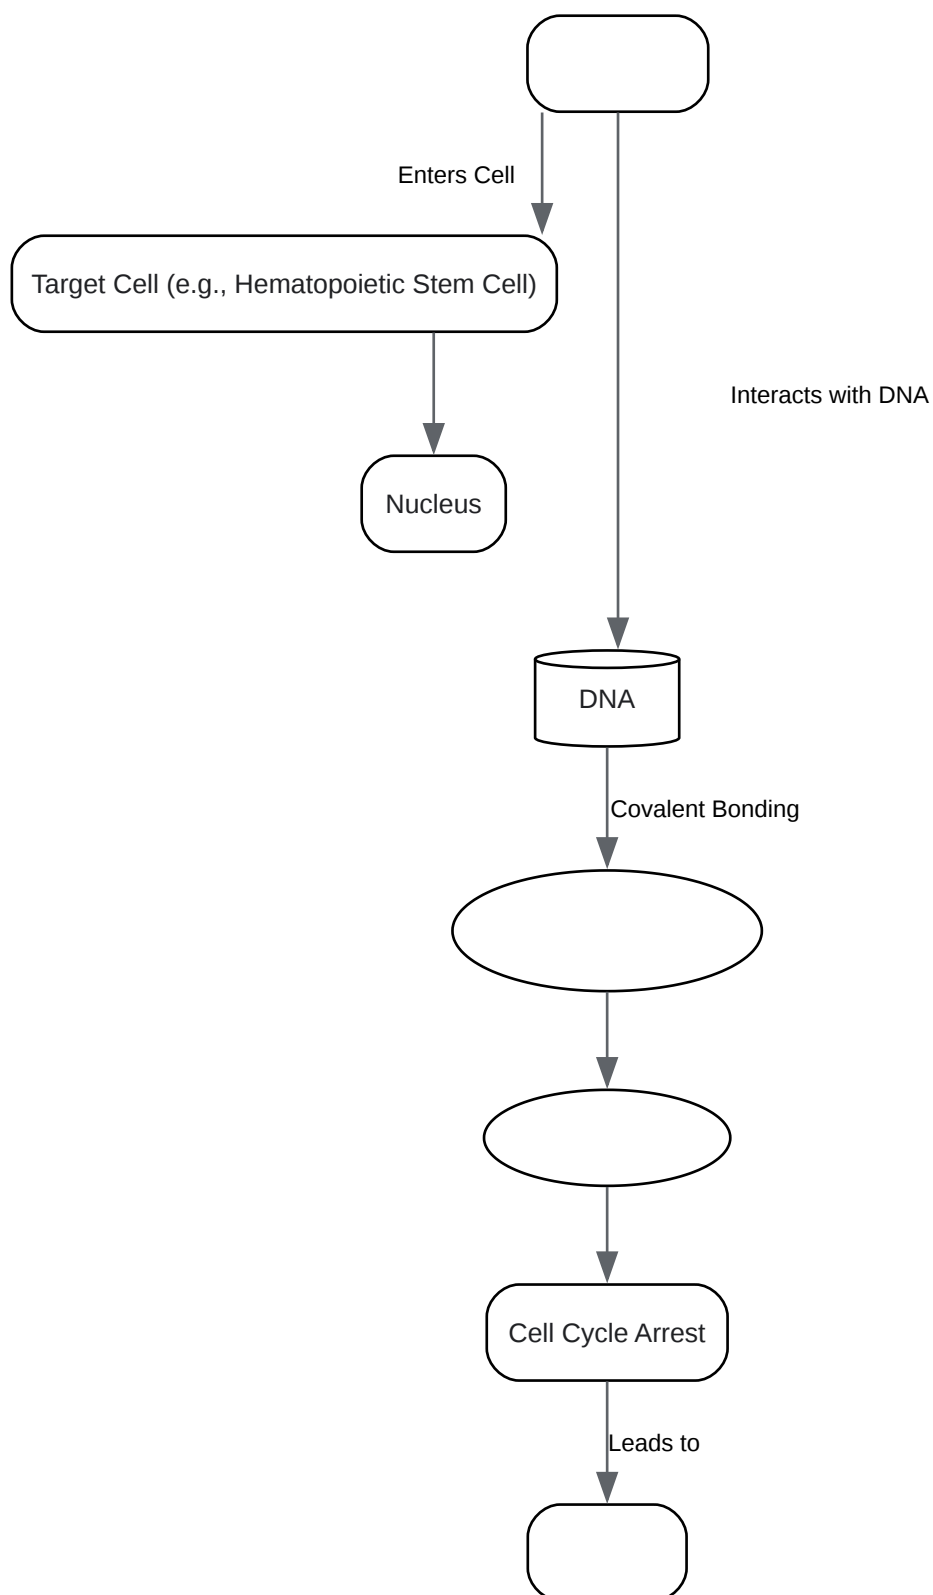 Enters Cell
Target Cell (e.g., Hematopoietic Stem Cell)
Interacts with DNA
Nucleus
DNA
Covalent Bonding
Cell Cycle Arrest
Leads to